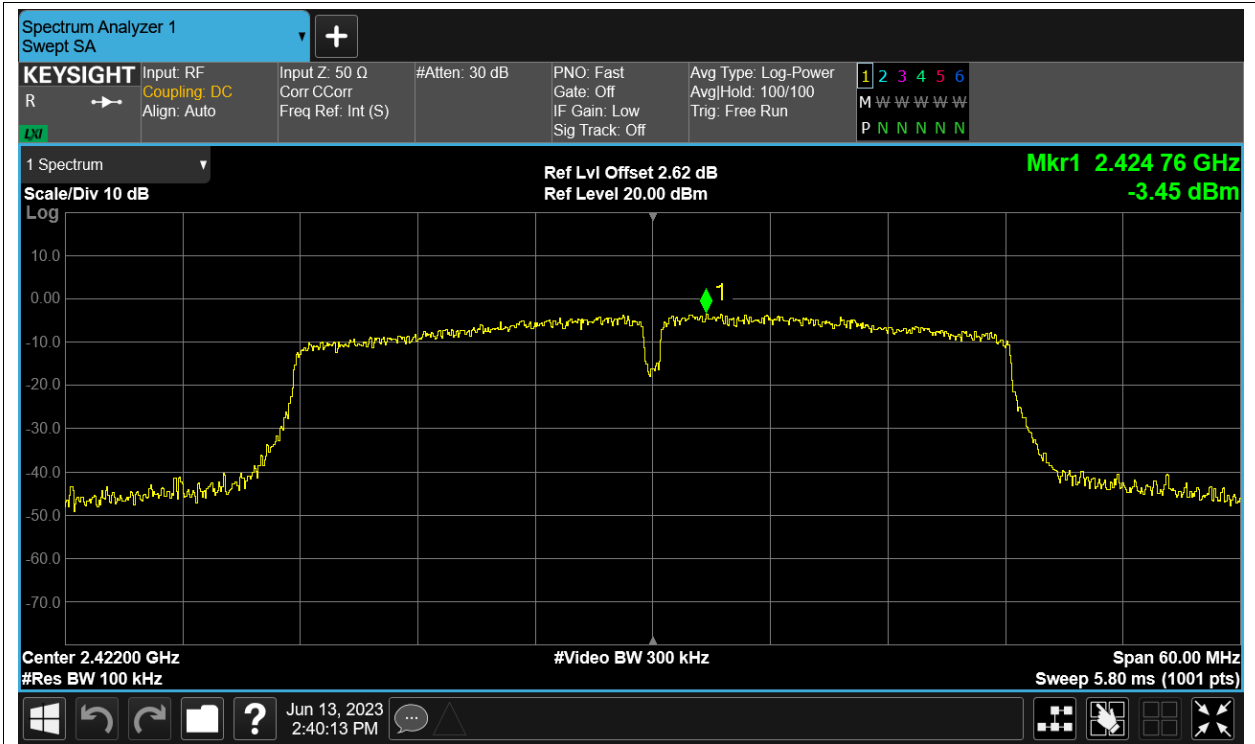 Spectrum Analyzer 1
Swept SA
+
KEYSIGHT
R
LXI
Input: RF
Coupling: DC
Align: Auto
Input Z: 50 Ω
Corr CCorr
Freq Ref: Int (S)
#Atten: 30 dB
PNO: Fast
Gate: Off
IF Gain: Low
Sig Track: Off
Avg Type: Log-Power
Avg|Hold: 100/100
Trig: Free Run
1 2 3 4 5 6
M W W W W W
P N N N N N
1 Spectrum
Scale/Div 10 dB
Log
Ref Lvl Offset 2.62 dB
Ref Level 20.00 dBm
Mkr1 2.424 76 GHz
-3.45 dBm
1
10.0
0.00
-10.0
-20.0
-30.0
-40.0
-50.0
-60.0
-70.0
Center 2.42200 GHz
#Res BW 100 kHz
#Video BW 300 kHz
Span 60.00 MHz
Sweep 5.80 ms (1001 pts)
?
Jun 13, 2023
2:40:13 PM